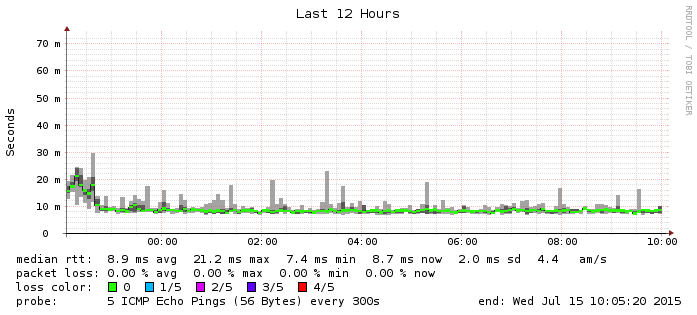 Last 12 Hours
RRDTOOL / TOBI OETIKER
Seconds
70 m
60 m
50 m
40 m
30 m
20 m
10 m
0
00:00 02:00 04:00 06:00 08:00 10:00
median rtt: 8.9 ms avg 21.2 ms max 7.4 ms min 8.7 ms now 2.0 ms sd 4.4 am/s
packet loss: 0.00 % avg 0.00 % max 0.00 % min 0.00 % now
loss color: 0 1/5 2/5 3/5 4/5
probe: 5 ICMP Echo Pings (56 Bytes) every 300s end: Wed Jul 15 10:05:20 2015